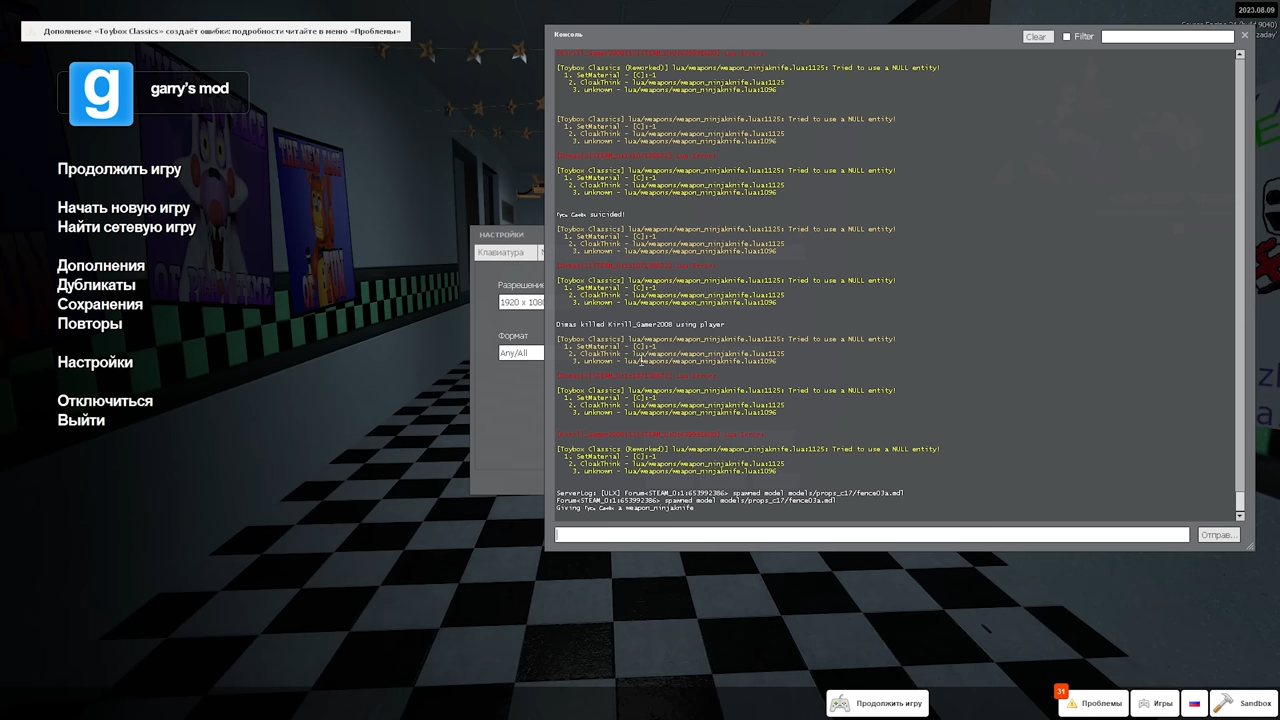 2023.08.09
Дополнение «Toybox Classics» создаёт ошибки: подробности читайте в меню «Проблемы»
garry's mod
Продолжить игру
Начать новую игру
Найти сетевую игру
Дополнения
Дубликаты
Сохранения
Повторы
Настройки
Отключиться
Выйти
НАСТРОЙКИ
Клавиатура
Разрешение
1920 x 1080
Формат
Any/All
Консоль
Clear
Filter
[Toybox Classics (Reworked)] lua/weapons/weapon_ninjaknife.lua:1125: Tried to use a NULL entity!
1. SetMaterial - [C]:-1
2. CloakThink - lua/weapons/weapon_ninjaknife.lua:1125
3. unknown - lua/weapons/weapon_ninjaknife.lua:1096
[Toybox Classics] lua/weapons/weapon_ninjaknife.lua:1125: Tried to use a NULL entity!
1. SetMaterial - [C]:-1
2. CloakThink - lua/weapons/weapon_ninjaknife.lua:1125
3. unknown - lua/weapons/weapon_ninjaknife.lua:1096
[Toybox Classics] lua/weapons/weapon_ninjaknife.lua:1125: Tried to use a NULL entity!
1. SetMaterial - [C]:-1
2. CloakThink - lua/weapons/weapon_ninjaknife.lua:1125
3. unknown - lua/weapons/weapon_ninjaknife.lua:1096
suicided!
[Toybox Classics] lua/weapons/weapon_ninjaknife.lua:1125: Tried to use a NULL entity!
1. SetMaterial - [C]:-1
2. CloakThink - lua/weapons/weapon_ninjaknife.lua:1125
3. unknown - lua/weapons/weapon_ninjaknife.lua:1096
[Toybox Classics] lua/weapons/weapon_ninjaknife.lua:1125: Tried to use a NULL entity!
1. SetMaterial - [C]:-1
2. CloakThink - lua/weapons/weapon_ninjaknife.lua:1125
3. unknown - lua/weapons/weapon_ninjaknife.lua:1096
Dimas killed Kirill_Gamer2008 using player
[Toybox Classics] lua/weapons/weapon_ninjaknife.lua:1125: Tried to use a NULL entity!
1. SetMaterial - [C]:-1
2. CloakThink - lua/weapons/weapon_ninjaknife.lua:1125
3. unknown - lua/weapons/weapon_ninjaknife.lua:1096
[Toybox Classics] lua/weapons/weapon_ninjaknife.lua:1125: Tried to use a NULL entity!
1. SetMaterial - [C]:-1
2. CloakThink - lua/weapons/weapon_ninjaknife.lua:1125
3. unknown - lua/weapons/weapon_ninjaknife.lua:1096
[Toybox Classics (Reworked)] lua/weapons/weapon_ninjaknife.lua:1125: Tried to use a NULL entity!
1. SetMaterial - [C]:-1
2. CloakThink - lua/weapons/weapon_ninjaknife.lua:1125
3. unknown - lua/weapons/weapon_ninjaknife.lua:1096
ServerLog: [ULX] Forum<STEAM_0:1:653992386> spawned model models/props_c17/fence03a.mdl
Forum<STEAM_0:1:653992386> spawned model models/props_c17/fence03a.mdl
Giving a weapon_ninjaknife
Отправ...
Продолжить игру
31
Проблемы
Игры
Sandbox